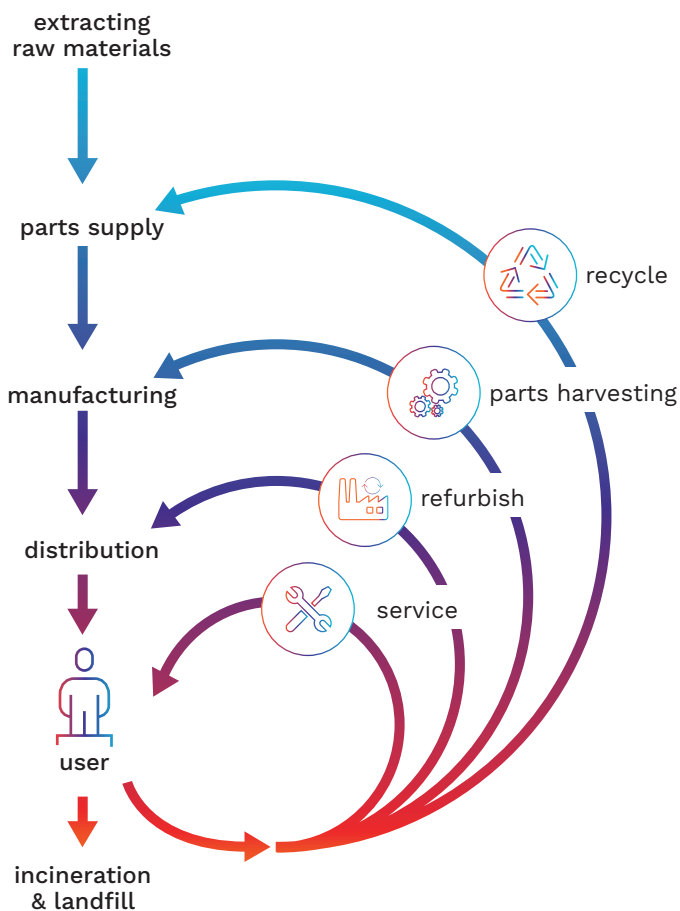 extracting
raw materials
parts supply
recycle
manufacturing
parts harvesting
refurbish
distribution
service
user
incineration
& landfill